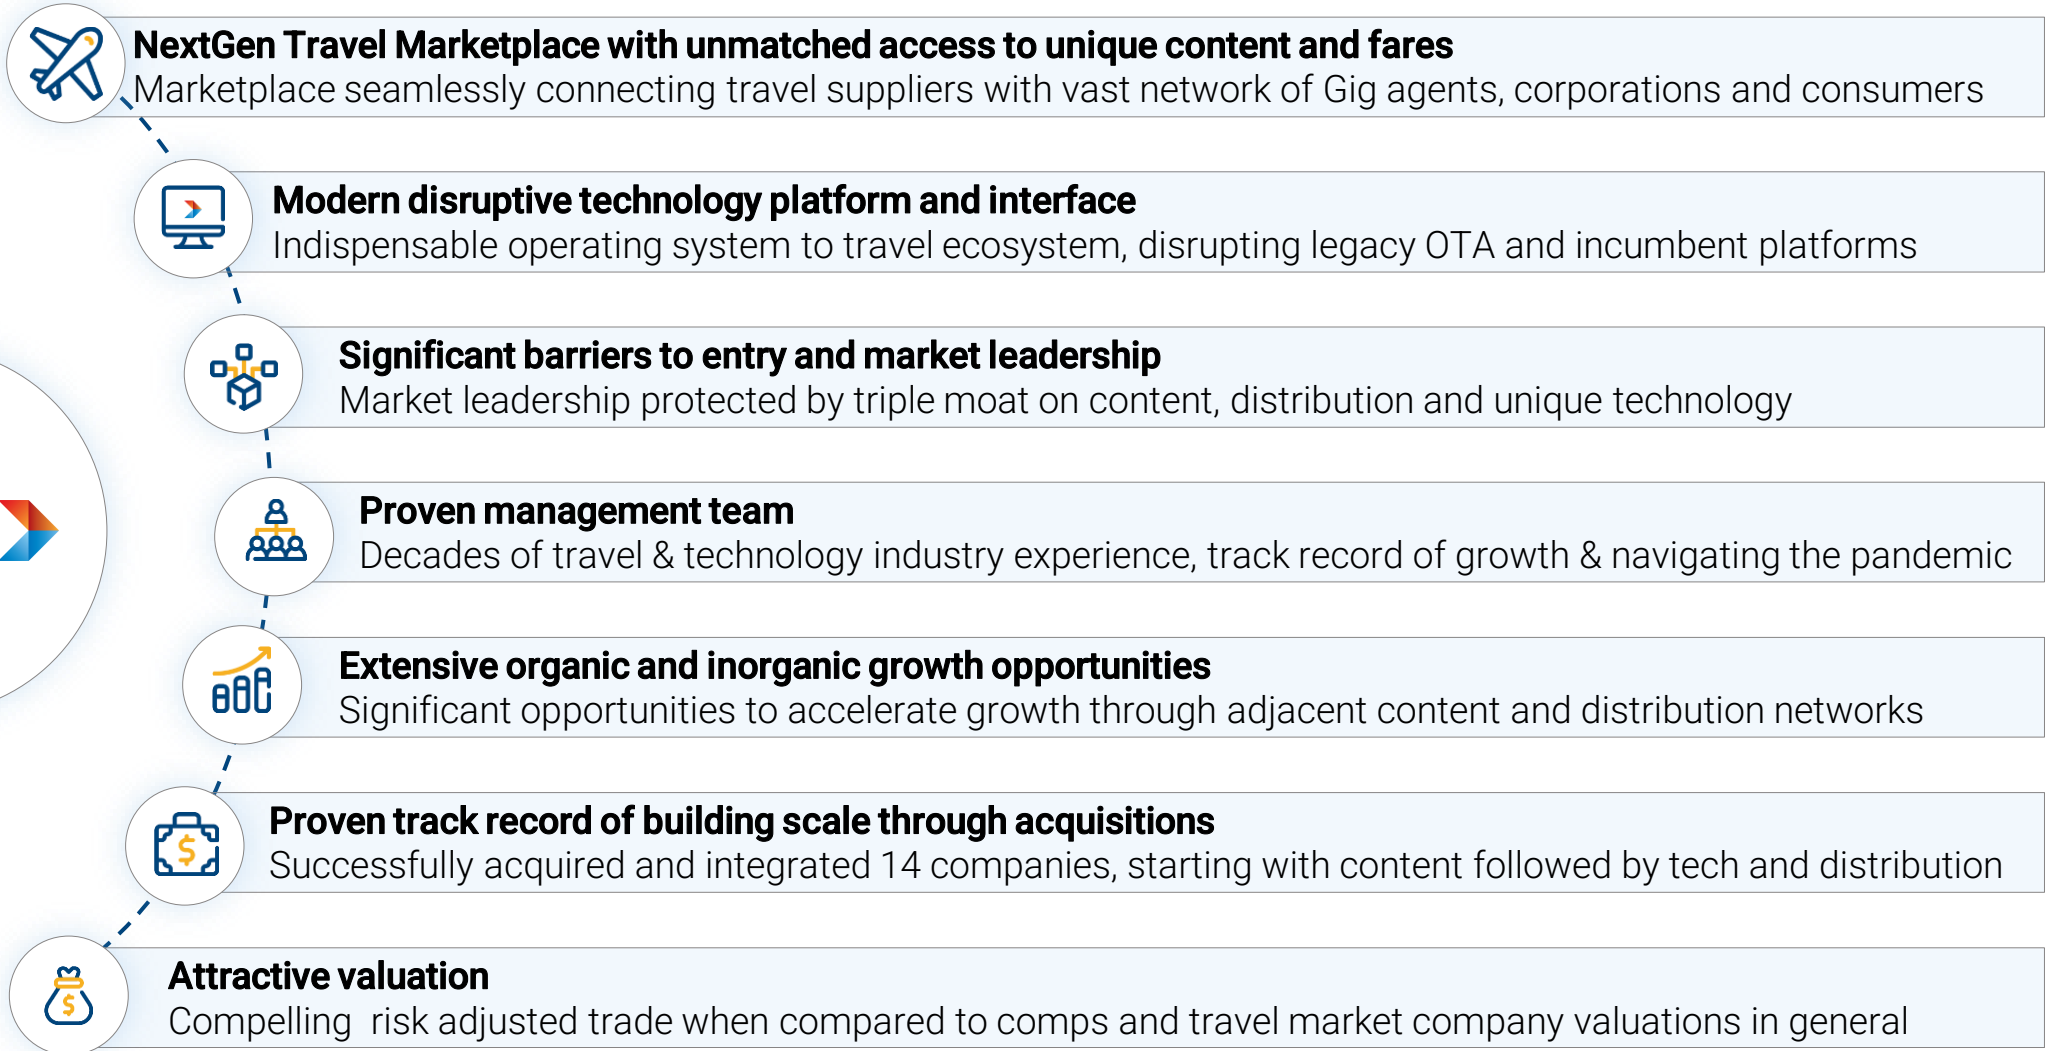 NextGen Travel Marketplace with unmatched access to unique content and fares
Marketplace seamlessly connecting travel suppliers with vast network of Gig agents, corporations and consumers
Modern disruptive technology platform and interface
Indispensable operating system to travel ecosystem, disrupting legacy OTA and incumbent platforms
Significant barriers to entry and market leadership
Market leadership protected by triple moat on content, distribution and unique technology
Proven management team
Decades of travel & technology industry experience, track record of growth & navigating the pandemic
Extensive organic and inorganic growth opportunities
Significant opportunities to accelerate growth through adjacent content and distribution networks
Proven track record of building scale through acquisitions
Successfully acquired and integrated 14 companies, starting with content followed by tech and distribution
Attractive valuation
Compelling  risk adjusted trade when compared to comps and travel market company valuations in general